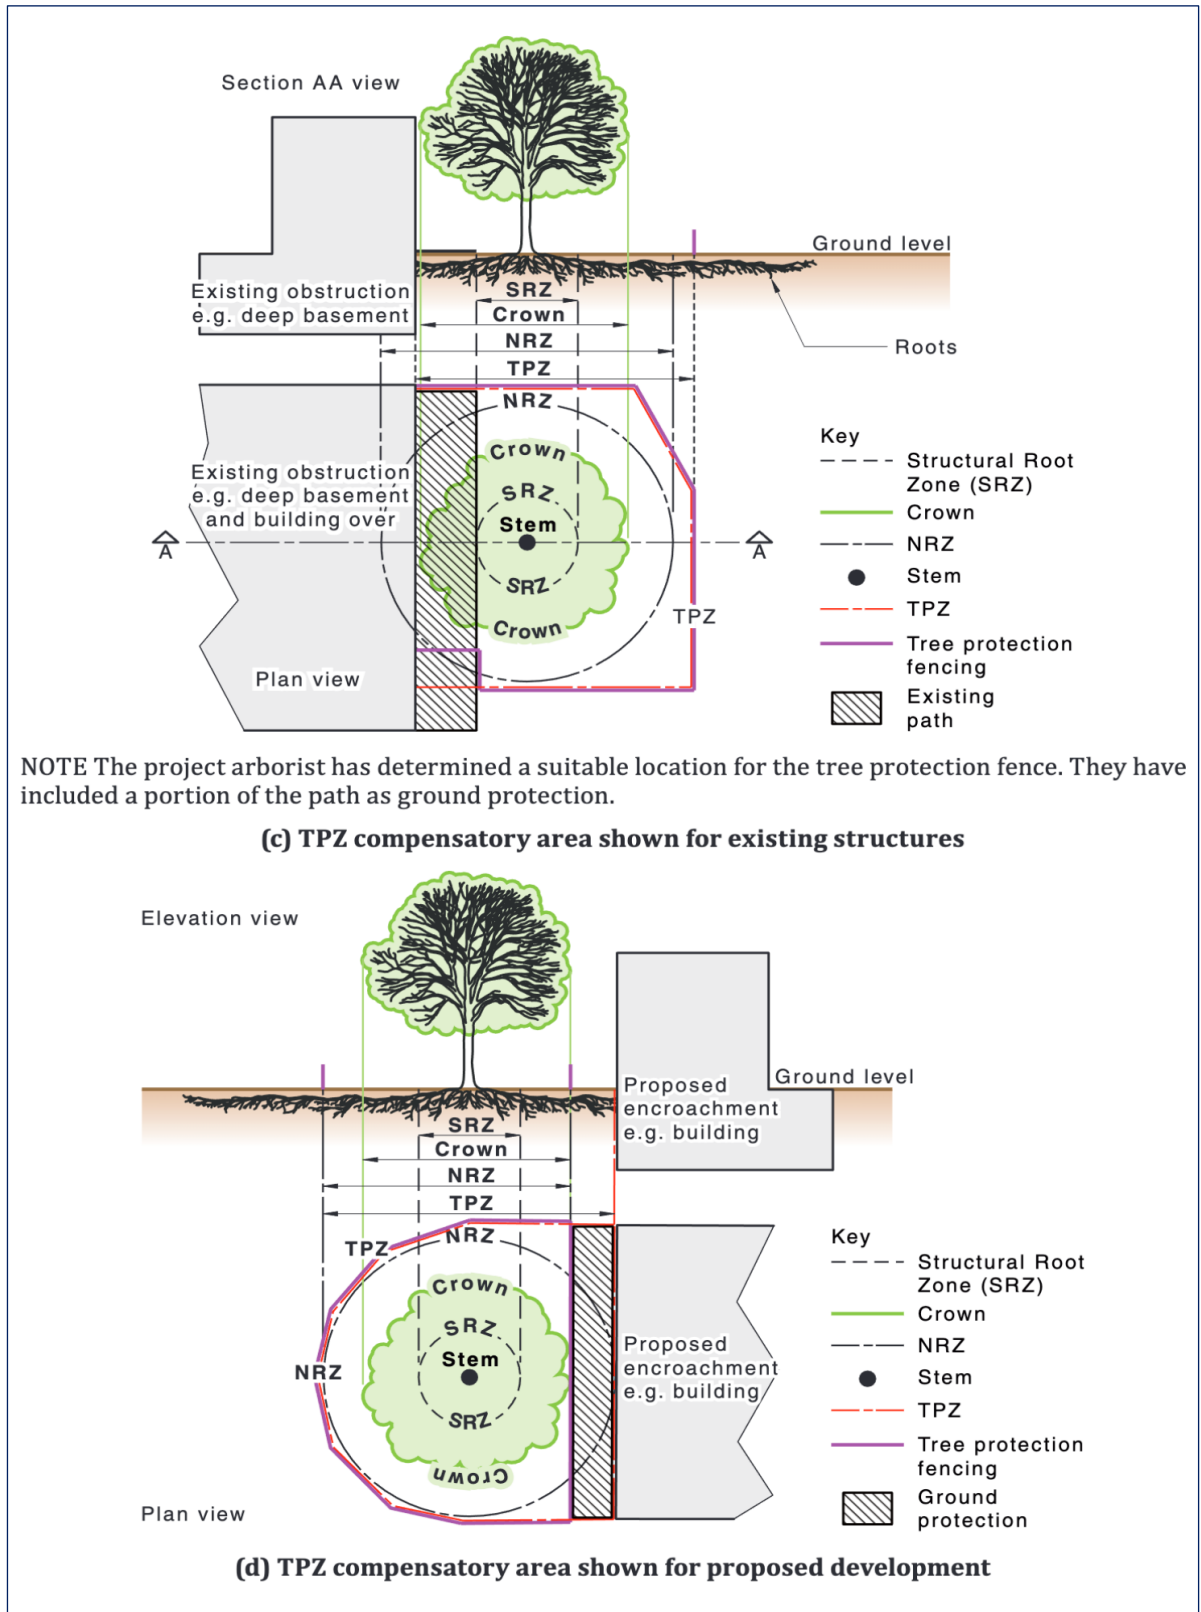 Section AA view
Ground level
Existing obstruction
e.g. deep basement
SRZ
Crown
NRZ
TPZ
Roots
NRZ
Crown
SRZ
Stem
SRZ
Crown
Existing obstruction
e.g. deep basement
and building over
A
A
TPZ
Plan view
Key
Structural Root
Zone (SRZ)
Crown
NRZ
Stem
TPZ
Tree protection
fencing
Existing
path
NOTE The project arborist has determined a suitable location for the tree protection fence. They have
included a portion of the path as ground protection.
(c) TPZ compensatory area shown for existing structures
Elevation view
Ground level
Proposed
encroachment
e.g. building
SRZ
Crown
NRZ
TPZ
TPZ
NRZ
Crown
SRZ
Stem
NRZ
SRZ
Crown
Proposed
encroachment
e.g. building
Plan view
Key
Structural Root
Zone (SRZ)
Crown
NRZ
Stem
TPZ
Tree protection
fencing
Ground
protection
(d) TPZ compensatory area shown for proposed development